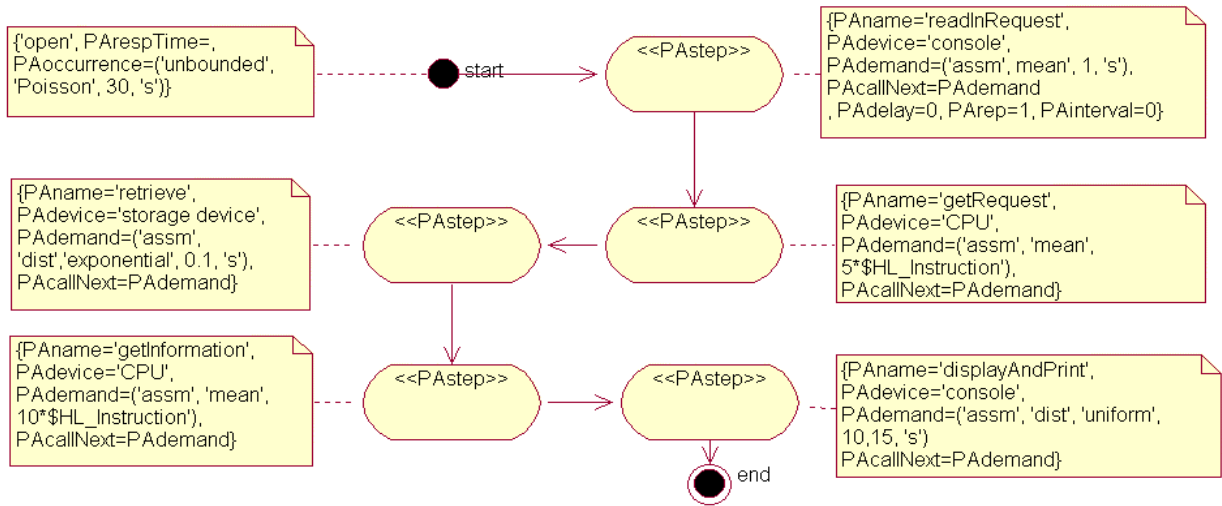 {'open', PArespTime=,
PAoccurrence=('unbounded',
'Poisson', 30, 's')}
start
<<PAstep>>
{PAname='readInRequest',
PAdevice='console',
PAdemand=('assm', mean', 1, 's'),
PAcallNext=PAdemand
, PAdelay=0, PArep=1, PAinterval=0}
{PAname='retrieve',
PAdevice='storage device',
PAdemand=('assm',
'dist','exponential', 0.1, 's'),
PAcallNext=PAdemand}
<<PAstep>>
<<PAstep>>
{PAname='getRequest',
PAdevice='CPU',
PAdemand=('assm', 'mean',
5*$HL_Instruction'),
PAcallNext=PAdemand}
{PAname='getInformation',
PAdevice='CPU',
PAdemand=('assm', 'mean',
10*$HL_Instruction'),
PAcallNext=PAdemand}
<<PAstep>>
<<PAstep>>
{PAname='displayAndPrint',
PAdevice='console',
PAdemand=('assm', 'dist', 'uniform',
10,15, 's')
PAcallNext=PAdemand}
end